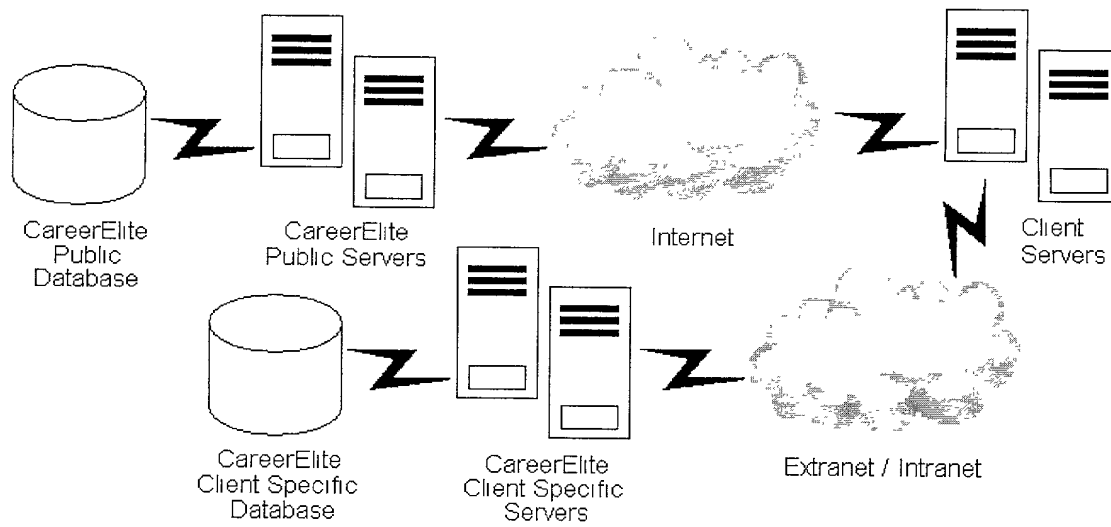 CareerElite
Public
Database
CareerElite
Public Servers
Internet
Client
Servers
CareerElite
Client Specific
Database
CareerElite
Client Specific
Servers
Extranet / Intranet